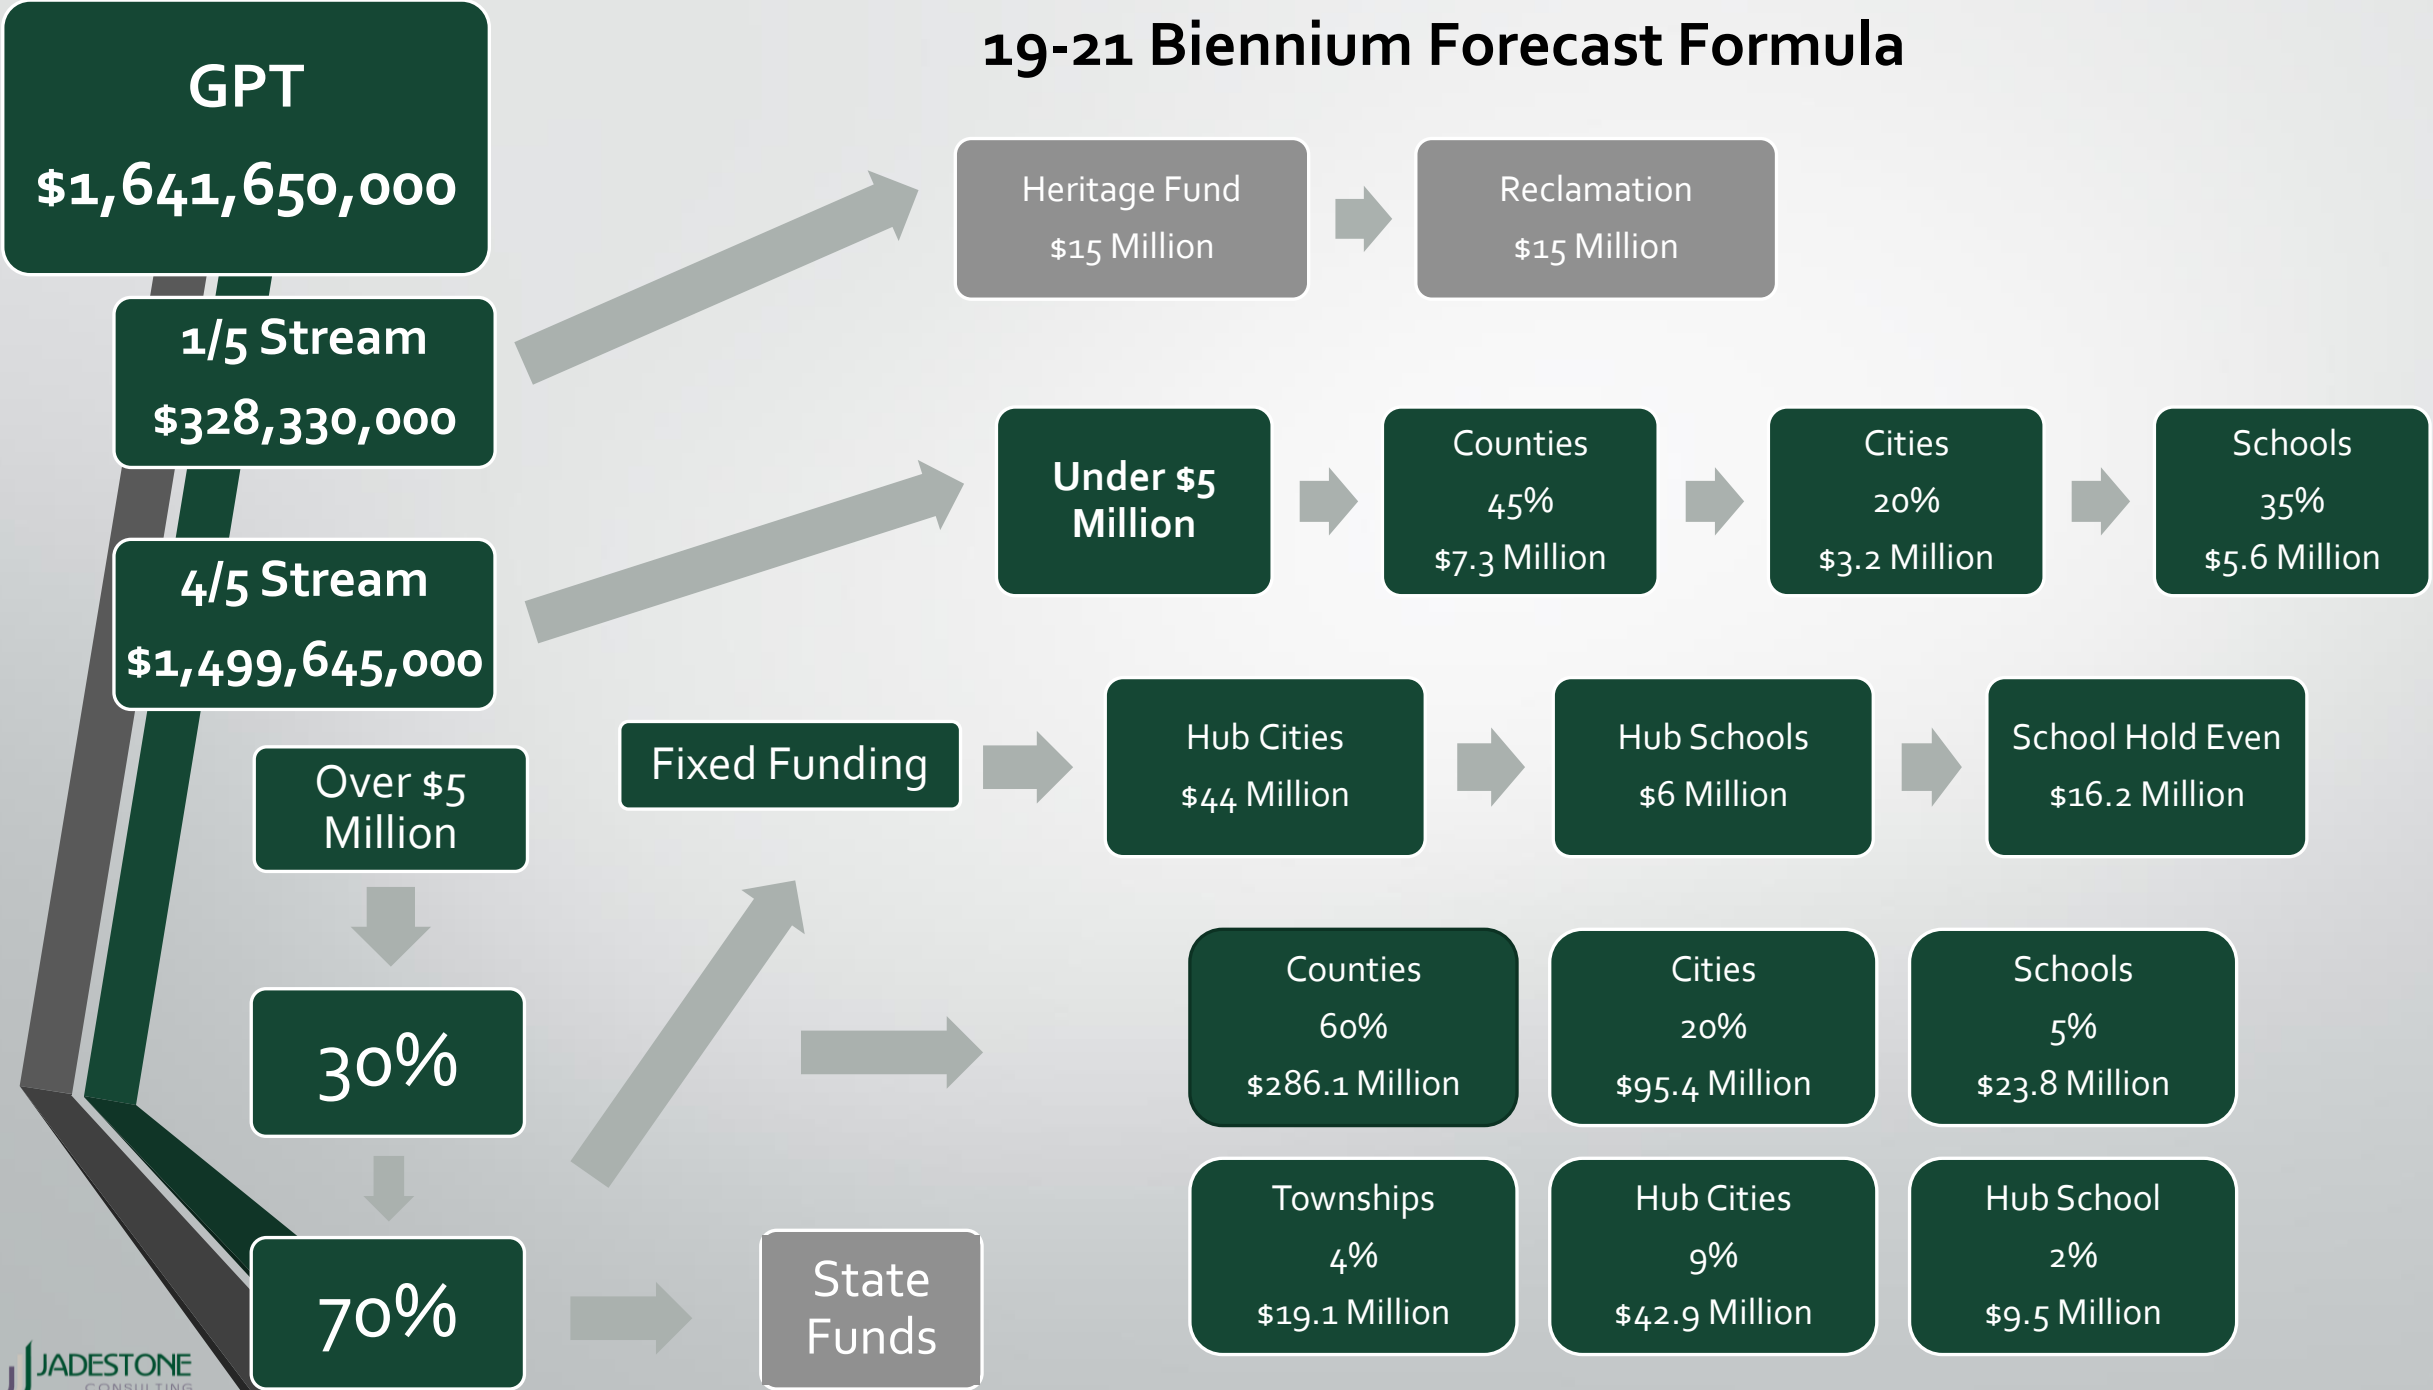 19-21 Biennium Forecast Formula
GPT
$1,641,650,000
1/5 Stream
$328,330,000
Heritage Fund
$15 Million
Reclamation
$15 Million
4/5 Stream
$1,499,645,000
Under $5
Million
Counties
45%
$7.3 Million
Cities
20%
$3.2 Million
Schools
35%
$5.6 Million
Over $5
Million
30%
70%
Fixed Funding
Hub Cities
$44 Million
Hub Schools
$6 Million
School Hold Even
$16.2 Million
Counties
60%
$286.1 Million
Cities
20%
$95.4 Million
Schools
5%
$23.8 Million
Townships
4%
$19.1 Million
Hub Cities
9%
$42.9 Million
Hub School
2%
$9.5 Million
State
Funds
JADESTONE
CONSULTING